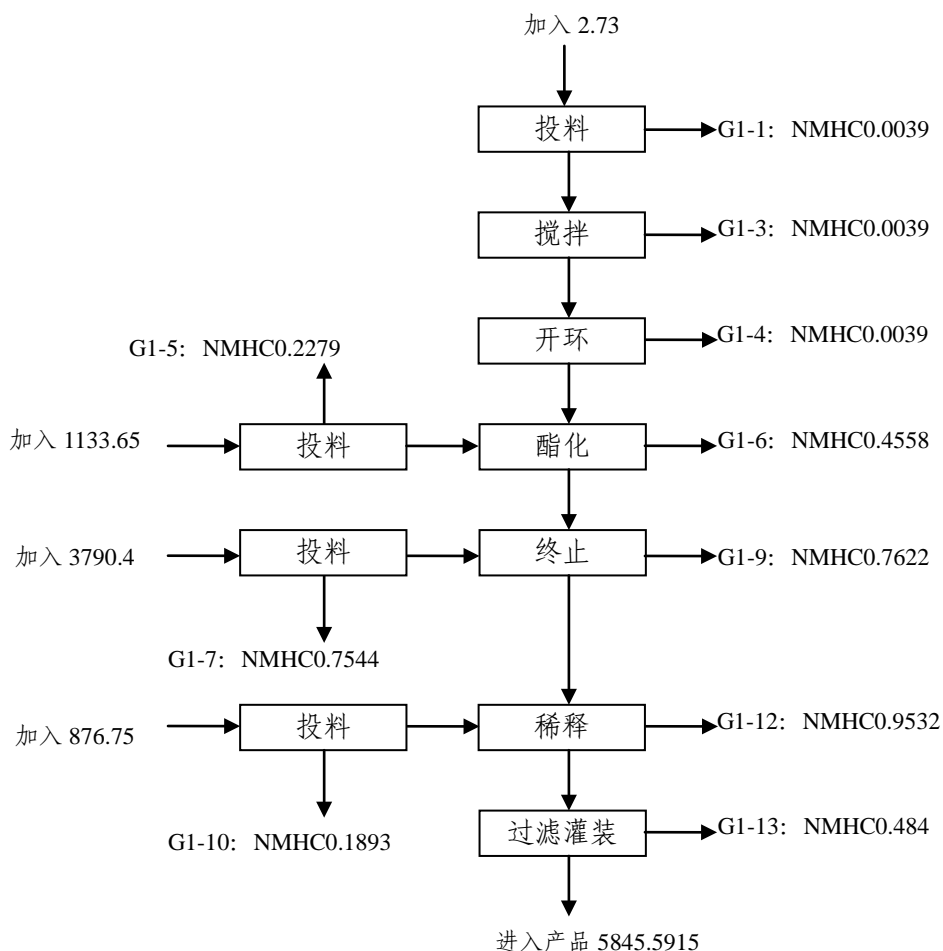 加入 2.73
投料
G1-1： NMHC0.0039
搅拌
G1-3： NMHC0.0039
开环
G1-4： NMHC0.0039
G1-5： NMHC0.2279
加入 1133.65
投料
酯化
G1-6： NMHC0.4558
加入 3790.4
投料
终止
G1-9： NMHC0.7622
G1-7： NMHC0.7544
加入 876.75
投料
稀释
G1-12： NMHC0.9532
G1-10： NMHC0.1893
过滤灌装
G1-13： NMHC0.484
进入产品 5845.5915